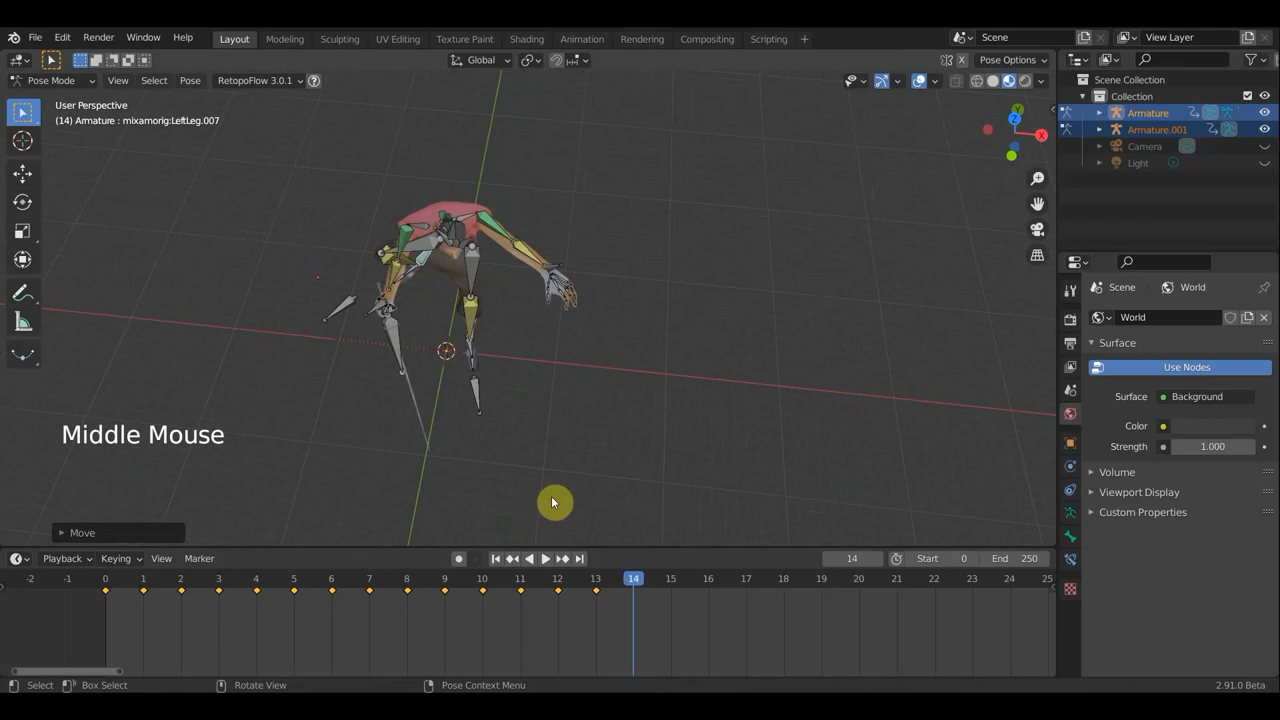 File Edit Render Window Help Layout Modeling Sculpting UV Editing Texture Paint Shading Animation Rendering Compositing Scripting Scene View Layer
Global Pose Options
Pose Mode View Select Pose RetopoFlow 3.0.1
User Perspective
(14) Armature : mixamorig:LeftLeg.007
Z
Y
X
Scene Collection
Collection
Armature
Armature.001
Camera
Light
Scene World
World
Surface
Use Nodes
Surface Background
Color
Strength 1.000
Volume
Viewport Display
Custom Properties
Middle Mouse
Move
Playback Keying View Marker 14 Start 0 End 250
-2 -1 0 1 2 3 4 5 6 7 8 9 10 11 12 13 14 15 16 17 18 19 20 21 22 23 24 25
Select Box Select Rotate View Pose Context Menu 2.91.0 Beta